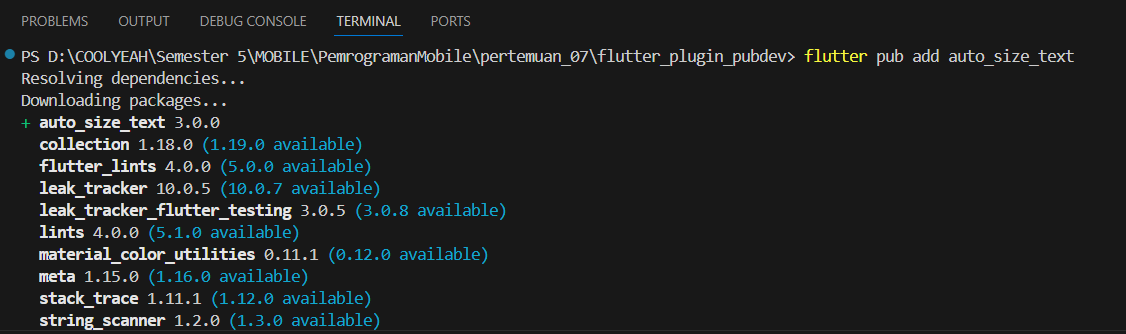 PROBLEMS OUTPUT DEBUG CONSOLE TERMINAL PORTS
PS D:\COOLYEAH\Semester 5\MOBILE\PemrogramanMobile\pertemuan_07\flutter_plugin_pubdev> flutter pub add auto_size_text
Resolving dependencies...
Downloading packages...
+ auto_size_text 3.0.0
collection 1.18.0 (1.19.0 available)
flutter_lints 4.0.0 (5.0.0 available)
leak_tracker 10.0.5 (10.0.7 available)
leak_tracker_flutter_testing 3.0.5 (3.0.8 available)
lints 4.0.0 (5.1.0 available)
material_color_utilities 0.11.1 (0.12.0 available)
meta 1.15.0 (1.16.0 available)
stack_trace 1.11.1 (1.12.0 available)
string_scanner 1.2.0 (1.3.0 available)